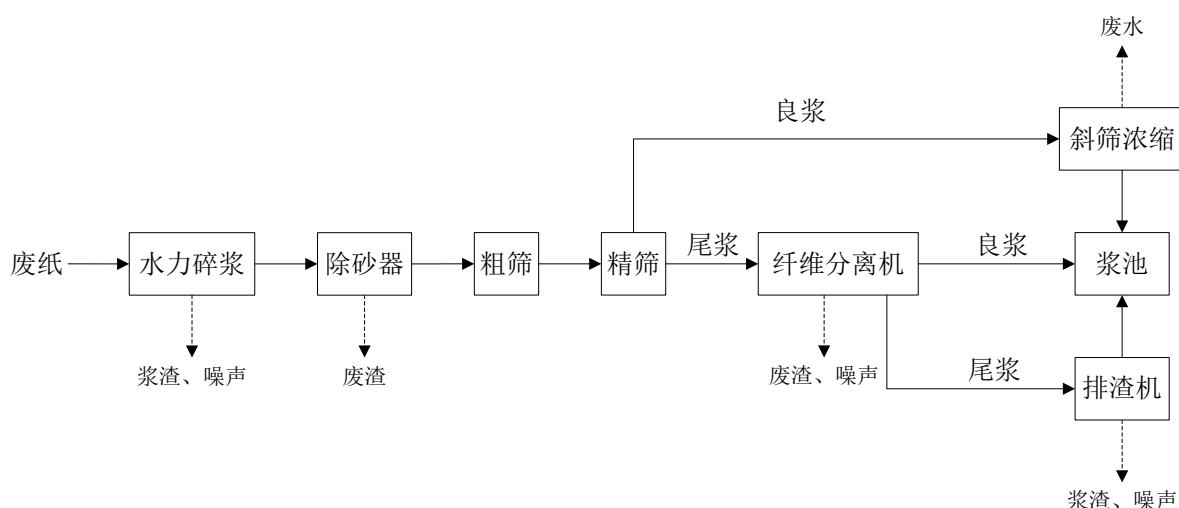 废水
良浆
斜筛浓缩
废纸
水力碎浆
除砂器
粗筛
精筛
尾浆
纤维分离机
良浆
浆池
浆渣、噪声
废渣
废渣、噪声
尾浆
排渣机
浆渣、噪声